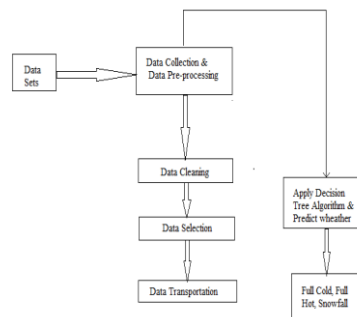 Data
Sets
Data Collection &
Data Pre-processing
Data Cleaning
Data Selection
Data Transportation
Apply Decision
Tree Algorithm &
Predict wheather
Full Cold, Full
Hot, Snowfall